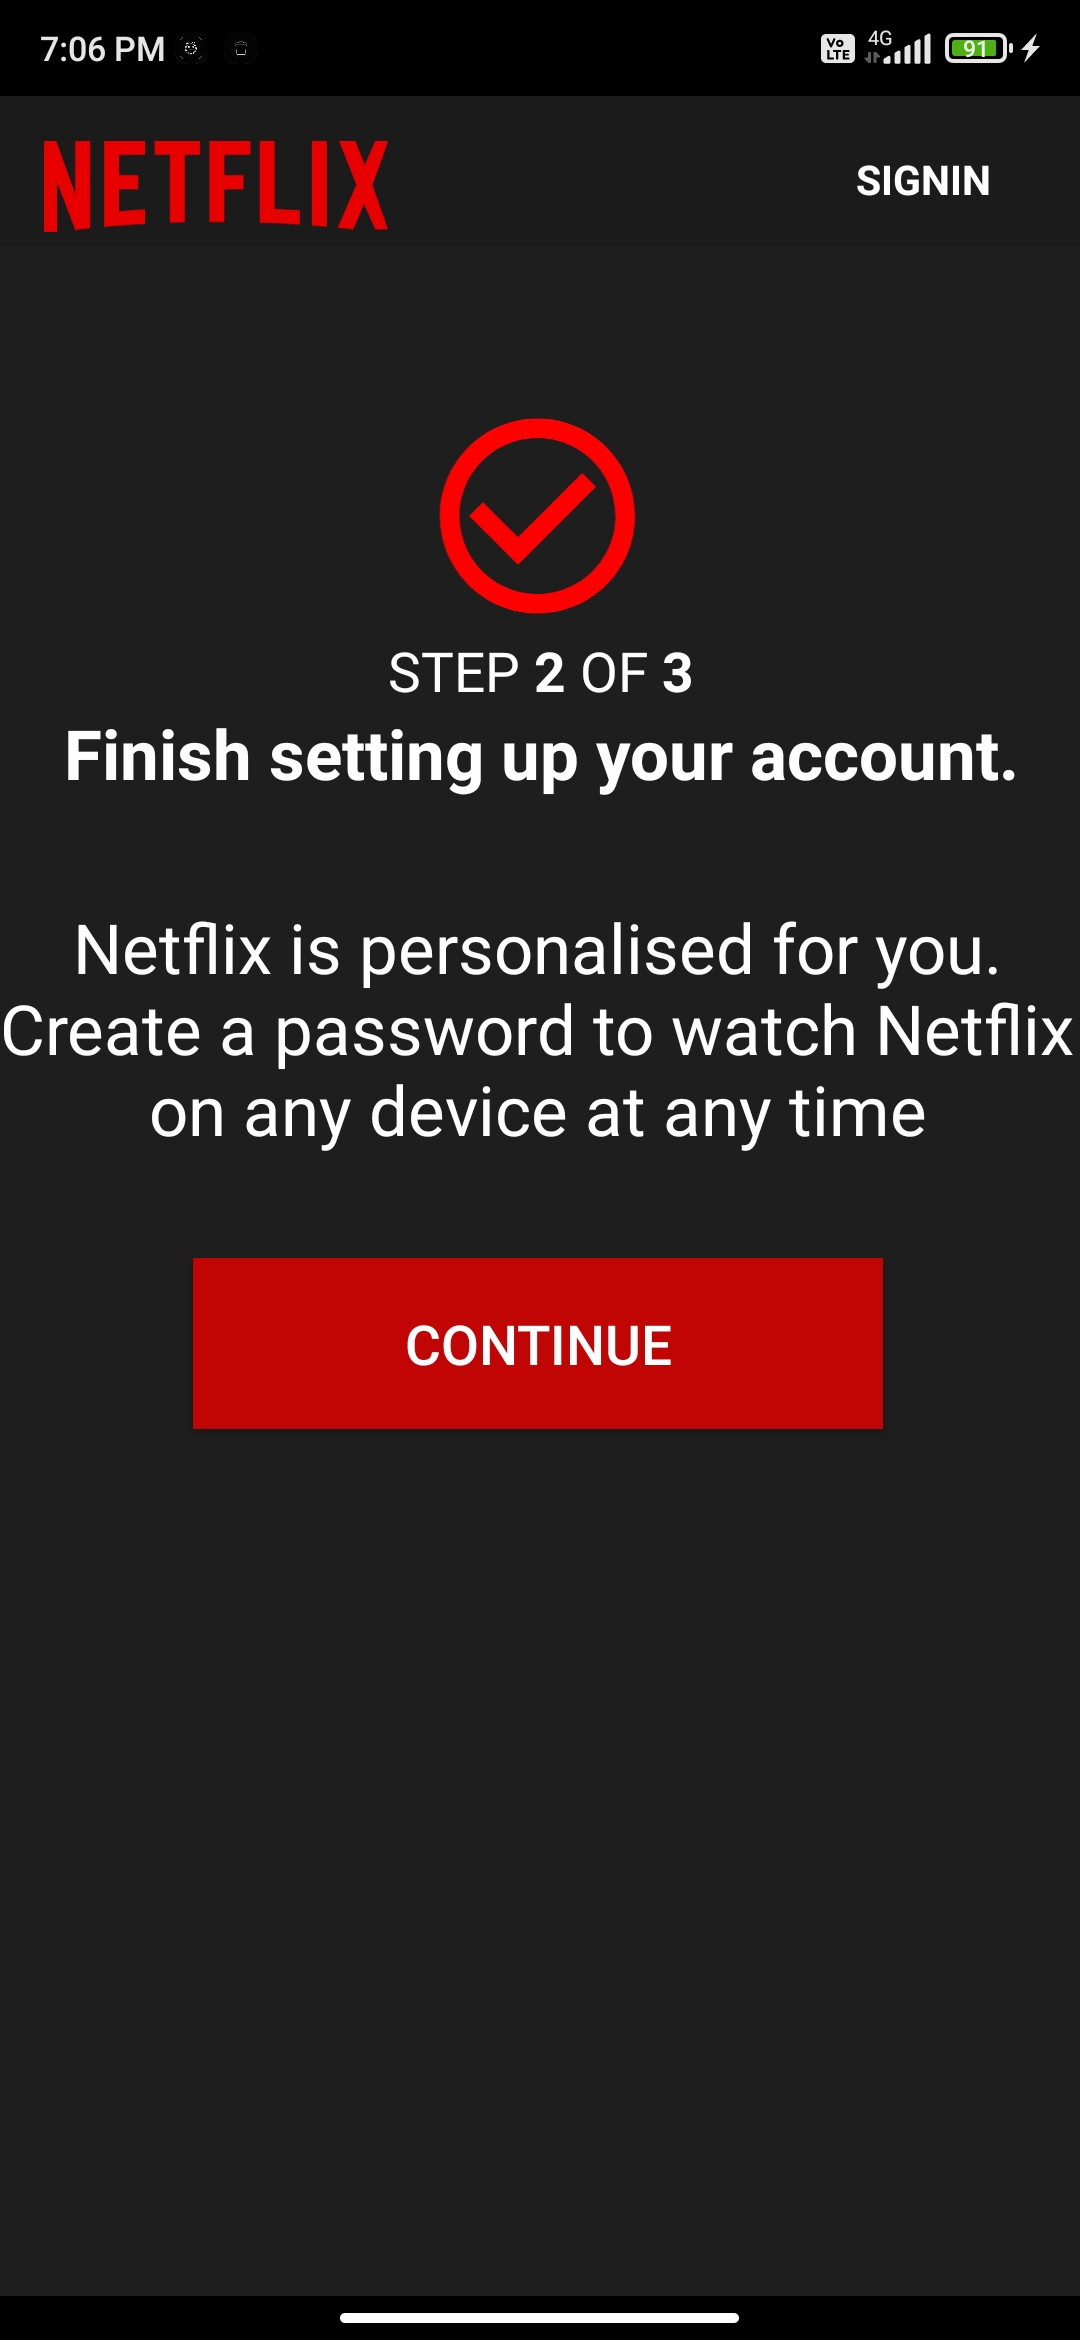 7:06 PM
Vo LTE 4G 91
NETFLIX
SIGNIN
STEP 2 OF 3
Finish setting up your account.
Netflix is personalised for you.
Create a password to watch Netflix
on any device at any time
CONTINUE